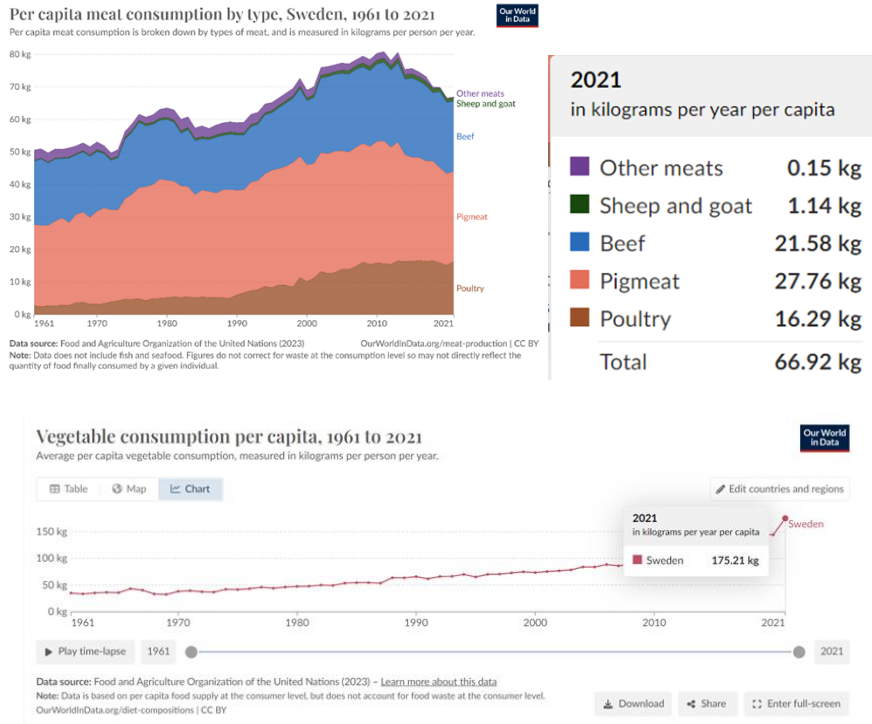 Per capita meat consumption by type, Sweden, 1961 to 2021
Per capita meat consumption is broken down by types of meat, and is measured in kilograms per person per year.
Our World
in Data
80 kg
70 kg
60 kg
50 kg
40 kg
30 kg
20 kg
10 kg
0 kg
1961
1970
1980
1990
2000
2010
2021
Other meats
Sheep and goat
Beef
Pigmeat
Poultry
Data source: Food and Agriculture Organization of the United Nations (2023)
OurWorldInData.org/meat-production | CC BY
Note: Data does not include fish and seafood. Figures do not correct for waste at the consumption level so may not directly reflect the
quantity of food finally consumed by a given individual.
2021
in kilograms per year per capita
Other meats 0.15 kg
Sheep and goat 1.14 kg
Beef 21.58 kg
Pigmeat 27.76 kg
Poultry 16.29 kg
Total 66.92 kg
Vegetable consumption per capita, 1961 to 2021
Average per capita vegetable consumption, measured in kilograms per person per year.
Our World
in Data
Table
Map
Chart
Edit countries and regions
150 kg
100 kg
50 kg
0 kg
1961
1970
1980
1990
2000
2010
2021
2021
in kilograms per year per capita
Sweden 175.21 kg
Sweden
Play time-lapse
1961
2021
Data source: Food and Agriculture Organization of the United Nations (2023) – Learn more about this data
Note: Data is based on per capita food supply at the consumer level, but does not account for food waste at the consumer level.
OurWorldInData.org/diet-compositions | CC BY
Download
Share
Enter full-screen